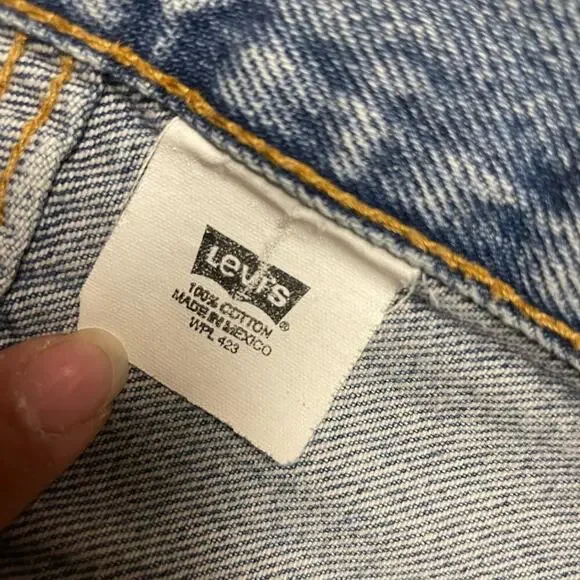 Levi's ®
100% COTTON
MADE IN MEXICO
WPL 423